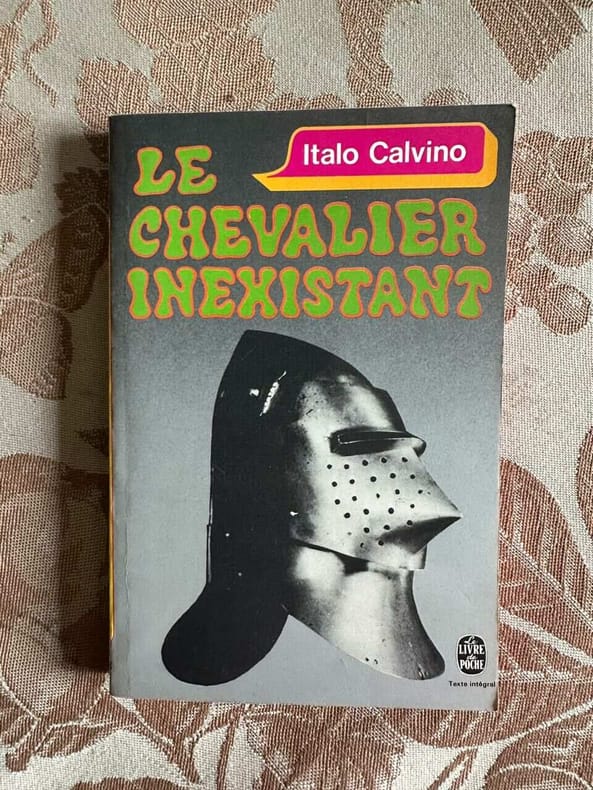 Italo Calvino
LE
CHEVALIER
INEXISTANT
Le
LIVRE
de
POCHE
Texte intégral